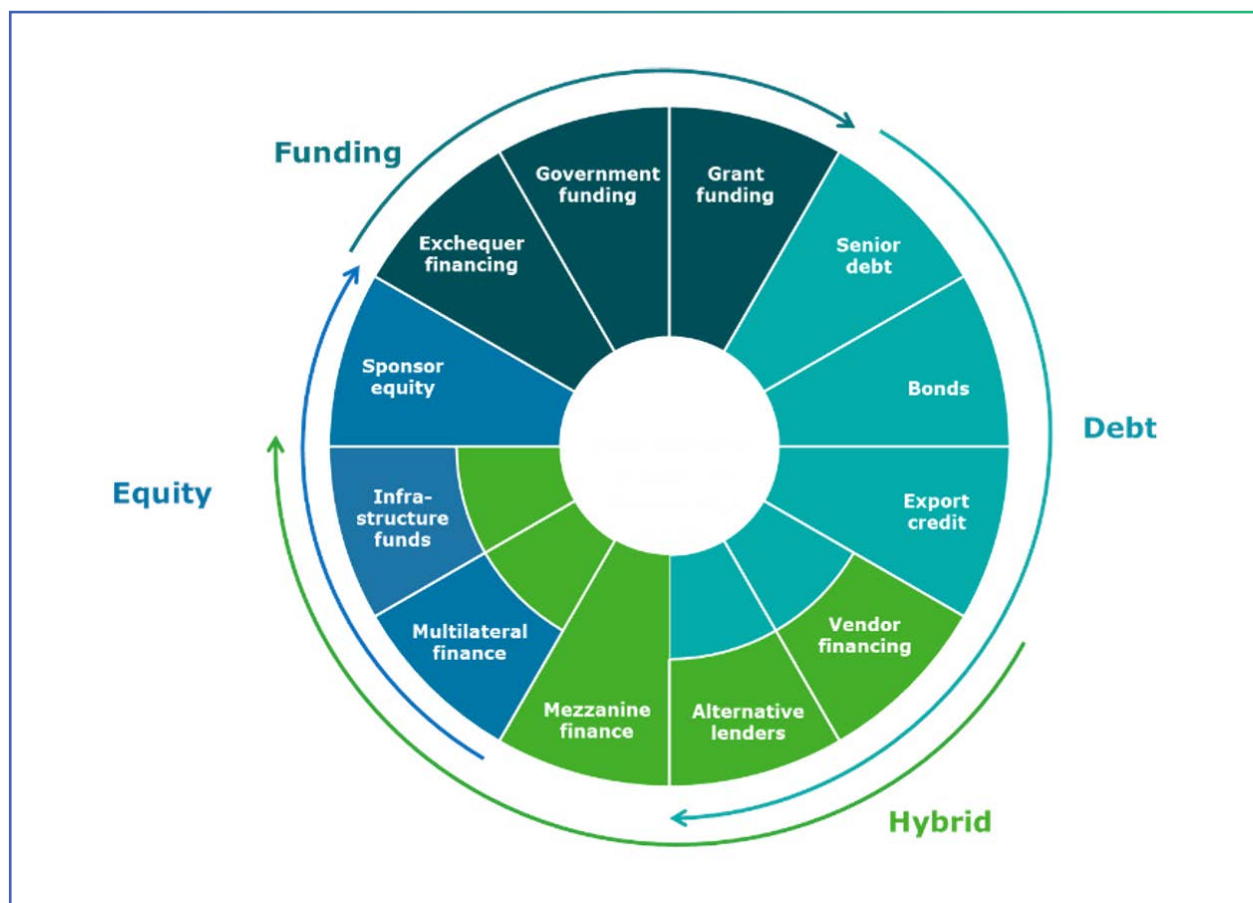 Funding
Government
funding
Grant
funding
Exchequer
financing
Senior
debt
Sponsor
equity
Bonds
Debt
Equity
Infra-
structure
funds
Export
credit
Multilateral
finance
Vendor
financing
Mezzanine
finance
Alternative
lenders
Hybrid